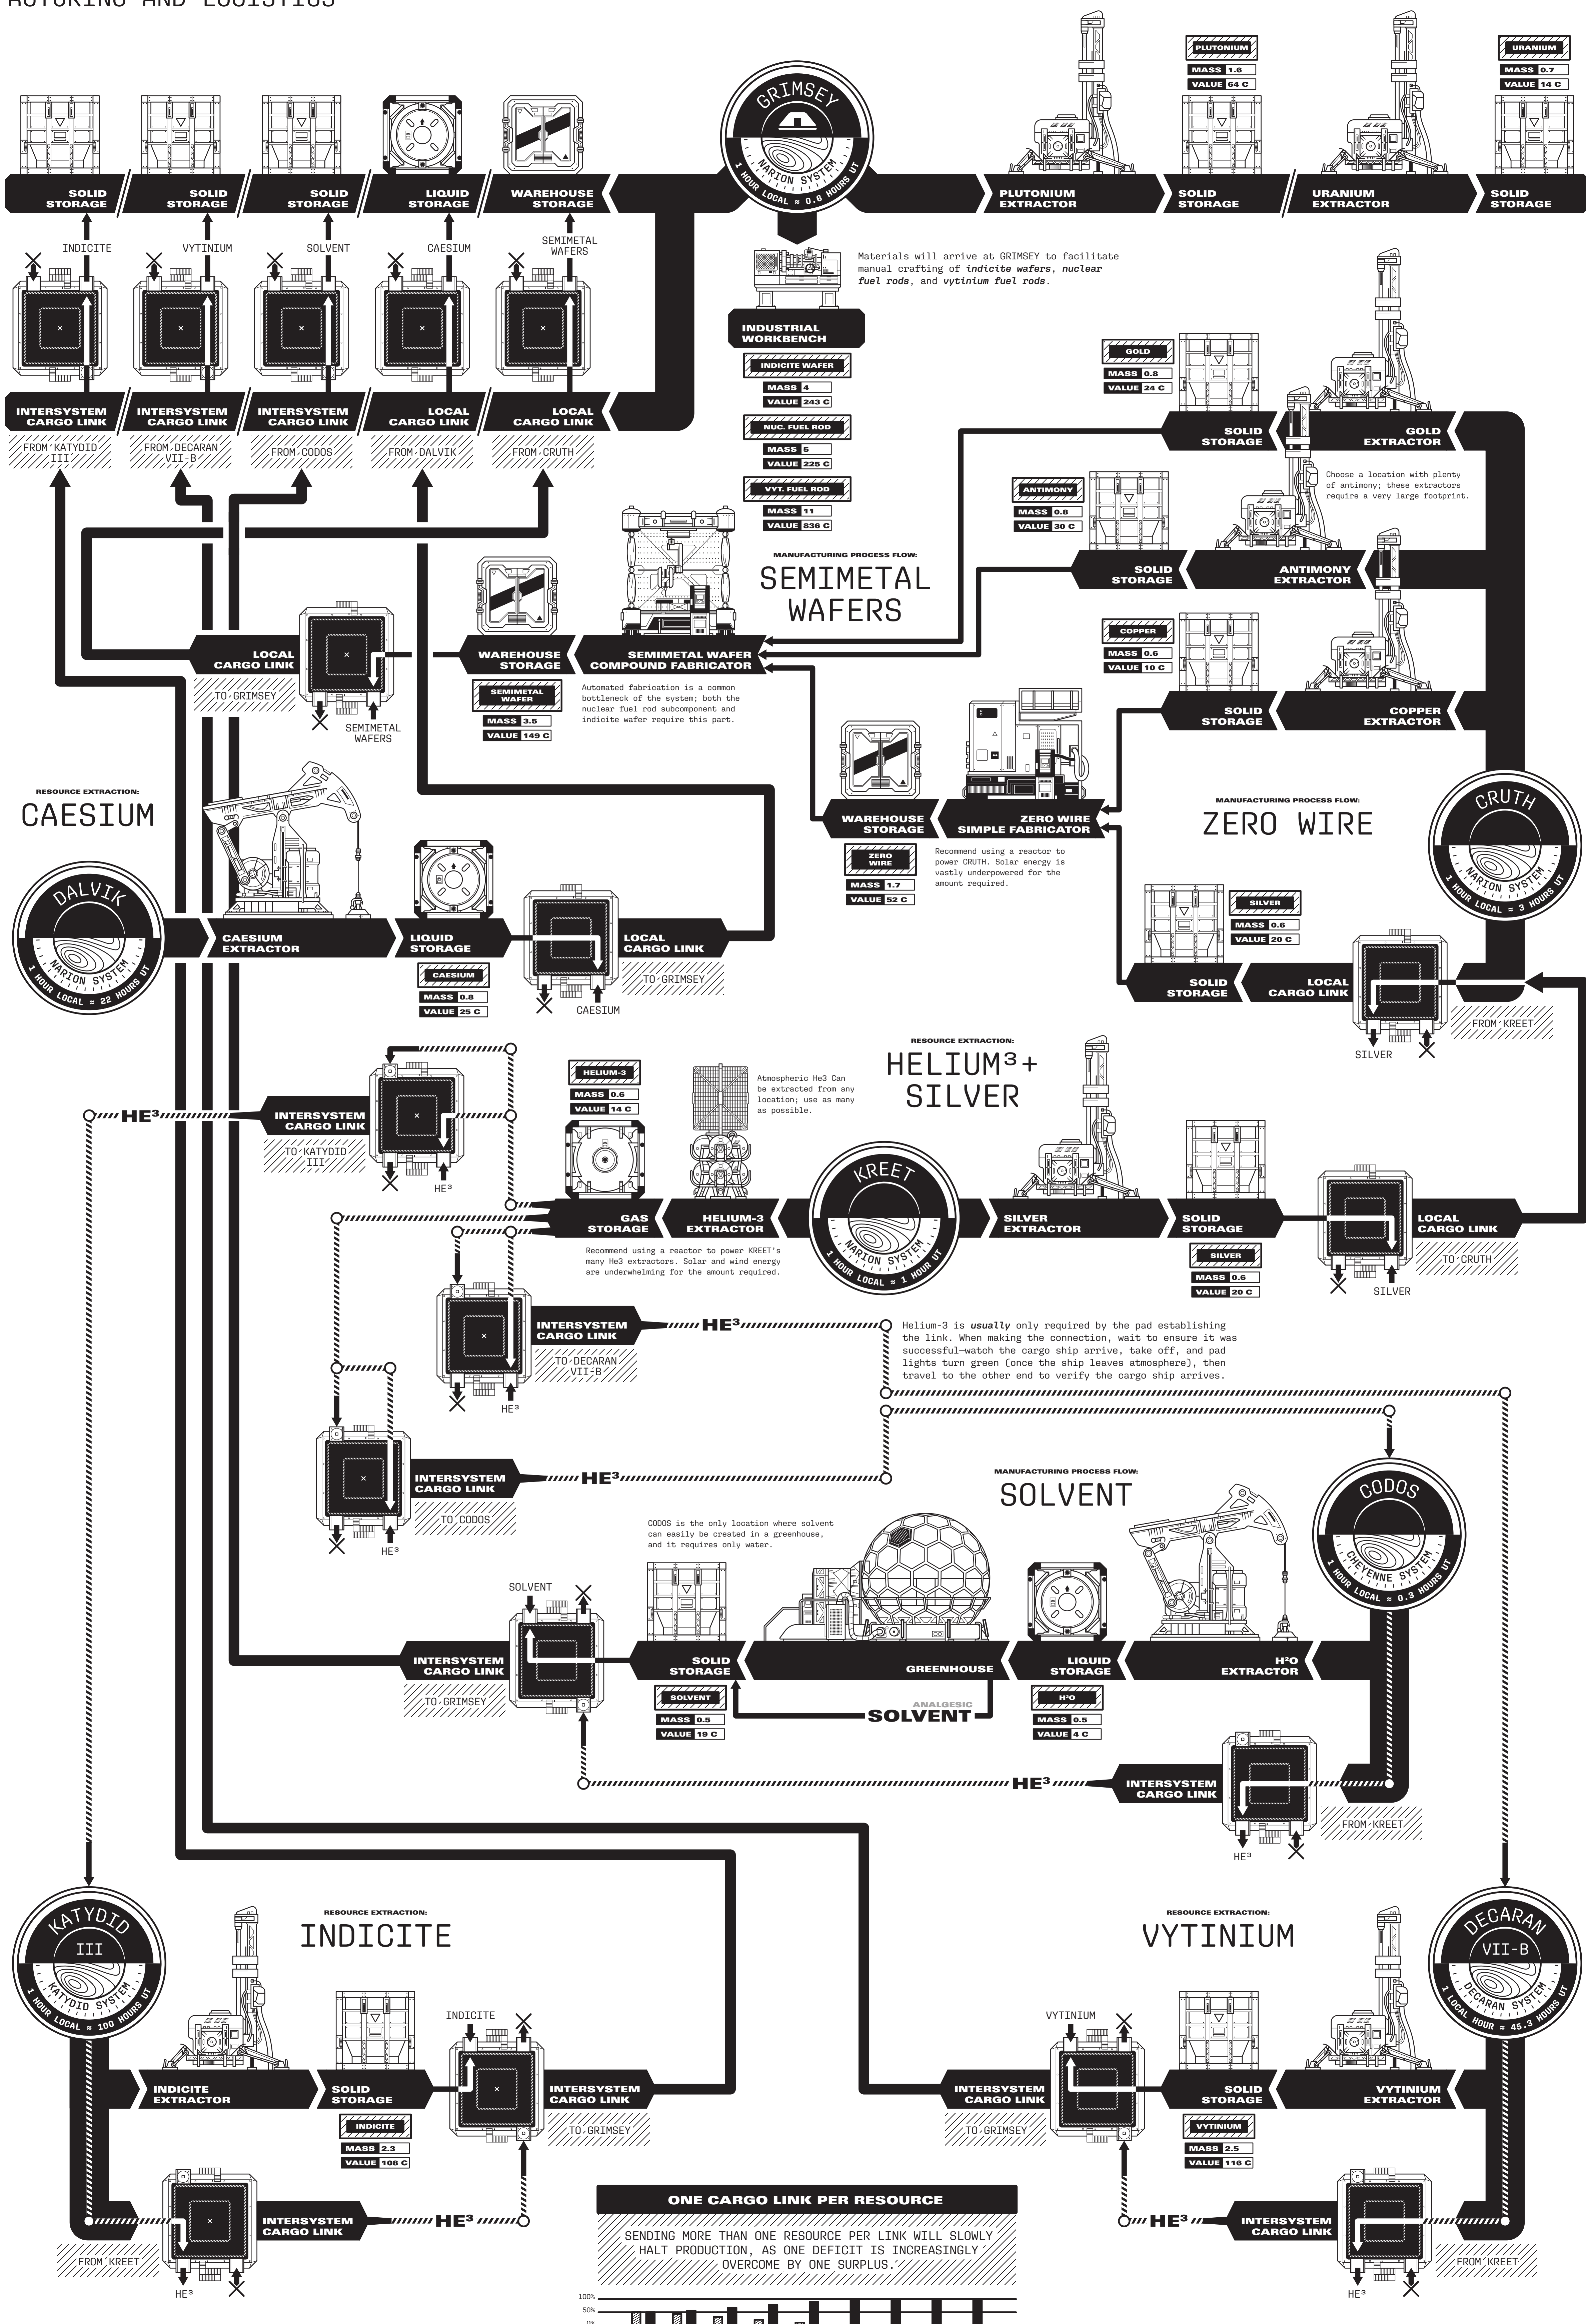 ACTURING AND LOGISTICS
PLUTONIUM
MASS 1.6
VALUE 64 C
URANIUM
MASS 0.7
VALUE 14 C
GRIMSEY
NARION SYSTEM
1 HOUR LOCAL ≈ 0.6 HOURS UT
SOLID
STORAGE
SOLID
STORAGE
SOLID
STORAGE
LIQUID
STORAGE
WAREHOUSE
STORAGE
PLUTONIUM
EXTRACTOR
SOLID
STORAGE
URANIUM
EXTRACTOR
SOLID
STORAGE
INDICITE
VYTINIUM
SOLVENT
CAESIUM
SEMIMETAL
WAFERS
INTERSYSTEM
CARGO LINK
INTERSYSTEM
CARGO LINK
INTERSYSTEM
CARGO LINK
LOCAL
CARGO LINK
LOCAL
CARGO LINK
FROM KATYDID
III
FROM DECARAN
VII-B
FROM CODOS
FROM DALVIK
FROM CRUTH
Materials will arrive at GRIMSEY to facilitate
manual crafting of indicite wafers, nuclear
fuel rods, and vytinium fuel rods.
INDUSTRIAL
WORKBENCH
INDICITE WAFER
MASS 4
VALUE 243 C
NUC. FUEL ROD
MASS 5
VALUE 225 C
VYT. FUEL ROD
MASS 11
VALUE 836 C
GOLD
MASS 0.8
VALUE 24 C
SOLID
STORAGE
GOLD
EXTRACTOR
Choose a location with plenty
of antimony; these extractors
require a very large footprint.
ANTIMONY
MASS 0.8
VALUE 30 C
SOLID
STORAGE
ANTIMONY
EXTRACTOR
COPPER
MASS 0.6
VALUE 10 C
SOLID
STORAGE
COPPER
EXTRACTOR
MANUFACTURING PROCESS FLOW:
SEMIMETAL
WAFERS
LOCAL
CARGO LINK
TO GRIMSEY
SEMIMETAL
WAFERS
WAREHOUSE
STORAGE
SEMIMETAL
WAFER
MASS 3.5
VALUE 149 C
SEMIMETAL WAFER
COMPOUND FABRICATOR
Automated fabrication is a common
bottleneck of the system; both the
nuclear fuel rod subcomponent and
indicite wafer require this part.
MANUFACTURING PROCESS FLOW:
ZERO WIRE
WAREHOUSE
STORAGE
ZERO
WIRE
MASS 1.7
VALUE 52 C
ZERO WIRE
SIMPLE FABRICATOR
Recommend using a reactor to
power CRUTH. Solar energy is
vastly underpowered for the
amount required.
CRUTH
NARION SYSTEM
1 HOUR LOCAL ≈ 3 HOURS UT
SILVER
MASS 0.6
VALUE 20 C
SOLID
STORAGE
LOCAL
CARGO LINK
FROM KREET
SILVER
RESOURCE EXTRACTION:
CAESIUM
DALVIK
NARION SYSTEM
1 HOUR LOCAL ≈ 22 HOURS UT
CAESIUM
EXTRACTOR
LIQUID
STORAGE
CAESIUM
MASS 0.8
VALUE 25 C
CAESIUM
LOCAL
CARGO LINK
TO GRIMSEY
RESOURCE EXTRACTION:
HELIUM³+
SILVER
HE³
INTERSYSTEM
CARGO LINK
TO KATYDID
III
HE³
HELIUM-3
MASS 0.6
VALUE 14 C
Atmospheric He3 Can
be extracted from any
location; use as many
as possible.
GAS
STORAGE
HELIUM-3
EXTRACTOR
Recommend using a reactor to power KREET's
many He3 extractors. Solar and wind energy
are underwhelming for the amount required.
KREET
NARION SYSTEM
1 HOUR LOCAL ≈ 1 HOUR UT
SILVER
EXTRACTOR
SOLID
STORAGE
SILVER
MASS 0.6
VALUE 20 C
SILVER
LOCAL
CARGO LINK
TO CRUTH
INTERSYSTEM
CARGO LINK
TO DECARAN
VII-B
HE³
HE³
Helium-3 is usually only required by the pad establishing
the link. When making the connection, wait to ensure it was
successful—watch the cargo ship arrive, take off, and pad
lights turn green (once the ship leaves atmosphere), then
travel to the other end to verify the cargo ship arrives.
INTERSYSTEM
CARGO LINK
TO CODOS
HE³
HE³
MANUFACTURING PROCESS FLOW:
SOLVENT
CODOS is the only location where solvent
can easily be created in a greenhouse,
and it requires only water.
CODOS
CHEYENNE SYSTEM
1 HOUR LOCAL ≈ 0.3 HOURS UT
SOLVENT
INTERSYSTEM
CARGO LINK
TO GRIMSEY
SOLID
STORAGE
SOLVENT
MASS 0.5
VALUE 19 C
GREENHOUSE
ANALGESIC
SOLVENT
LIQUID
STORAGE
H²O
MASS 0.5
VALUE 4 C
H²O
EXTRACTOR
HE³
INTERSYSTEM
CARGO LINK
FROM KREET
HE³
RESOURCE EXTRACTION:
INDICITE
KATYDID
III
KATYDID SYSTEM
1 HOUR LOCAL ≈ 100 HOURS UT
INDICITE
EXTRACTOR
SOLID
STORAGE
INDICITE
MASS 2.3
VALUE 108 C
INDICITE
INTERSYSTEM
CARGO LINK
TO GRIMSEY
INTERSYSTEM
CARGO LINK
HE³
FROM KREET
HE³
RESOURCE EXTRACTION:
VYTINIUM
DECARAN
VII-B
DECARAN SYSTEM
1 LOCAL HOUR ≈ 45.3 HOURS UT
VYTINIUM
INTERSYSTEM
CARGO LINK
TO GRIMSEY
SOLID
STORAGE
VYTINIUM
MASS 2.5
VALUE 116 C
VYTINIUM
EXTRACTOR
HE³
INTERSYSTEM
CARGO LINK
FROM KREET
HE³
ONE CARGO LINK PER RESOURCE
SENDING MORE THAN ONE RESOURCE PER LINK WILL SLOWLY
HALT PRODUCTION, AS ONE DEFICIT IS INCREASINGLY
OVERCOME BY ONE SURPLUS.
100%
50%
0%